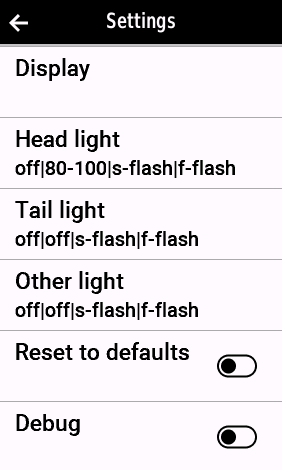 Settings
Display
Head light
off|80-100|s-flash|f-flash
Tail light
off|off|s-flash|f-flash
Other light
off|off|s-flash|f-flash
Reset to defaults
Debug